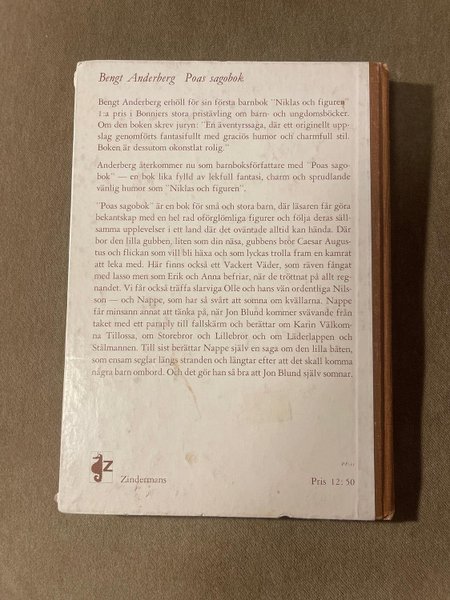 Bengt Anderberg Poas sagobok
Bengt Anderberg erhöll för sin första barnbok "Niklas och figuren"
1:a pris i Bonniers stora pristävling om barn- och ungdomsböcker.
Om den boken skrev juryn: "En äventyrssaga, där ett originellt upp-
slag genomförts fantasifullt med graciös humor och charmfull stil.
Boken är dessutom okonstlat rolig."
Anderberg återkommer nu som barnboksförfattare med "Poas sago-
bok" — en bok lika fylld av lekfull fantasi, charm och sprudlande
vänlig humor som "Niklas och figuren".
"Poas sagobok" är en bok för små och stora barn, där läsaren får göra
bekantskap med en hel rad oförglömliga figurer och följa deras säll-
samma upplevelser i ett land där det oväntade alltid kan hända. Där
bor den lilla gubben, liten som din näsa, gubbens bror Caesar Augus-
tus och flickan som vill bli häxa och som lyckas trolla fram en kamrat
att leka med. Här finns också ett Vackert Väder, som räven fångat
med lasso men som Erik och Anna befriar, när de tröttnat på allt reg-
nandet. Vi får också träffa slarviga Olle och hans vän ordentliga Nils-
son — och Nappe, som har så svårt att somna om kvällarna. Nappe
får minsann annat att tänka på, när Jon Blund kommer svävande från
taket med ett paraply till fallskärm och berättar om Karin Välkom-
na Tillossa, om Storebror och Lillebror och om Läderlappen och
Stålmannen. Till sist berättar Nappe själv en saga om den lilla båten,
som ensam seglar längs stranden och längtar efter att det skall komma
några barn ombord. Och det gör han så bra att Jon Blund själv somnar.
Z
Zindermans
Pris 12:50